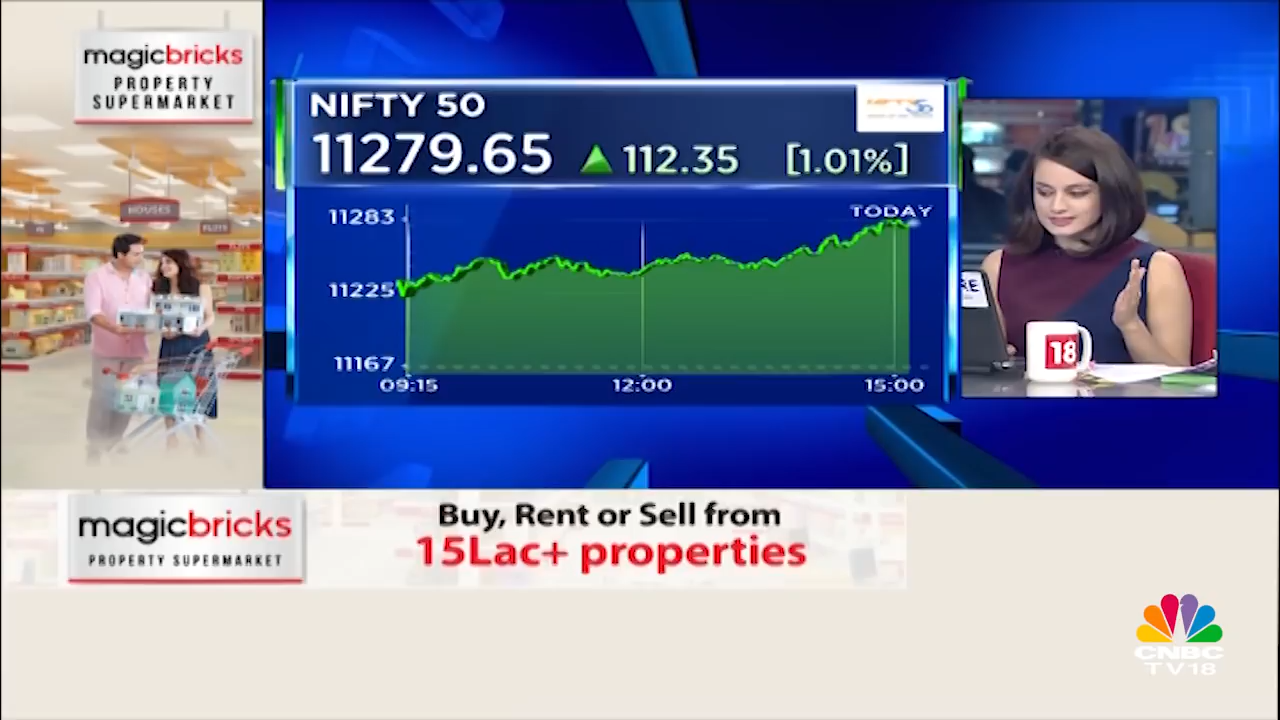 magicbricks
PROPERTY
SUPERMARKET
HOUSES
NIFTY 50
11279.65 ▲ 112.35 [1.01%]
TODAY
11283
11225
11167
09:15 12:00 15:00
18
magicbricks
PROPERTY SUPERMARKET
Buy, Rent or Sell from
15Lac+ properties
CNBC
TV18